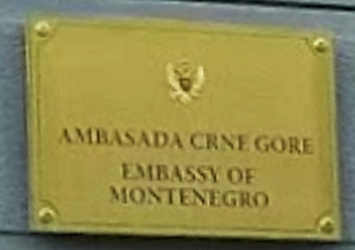 AMBASADA CRNE GORE
EMBASSY OF
MONTENEGRO